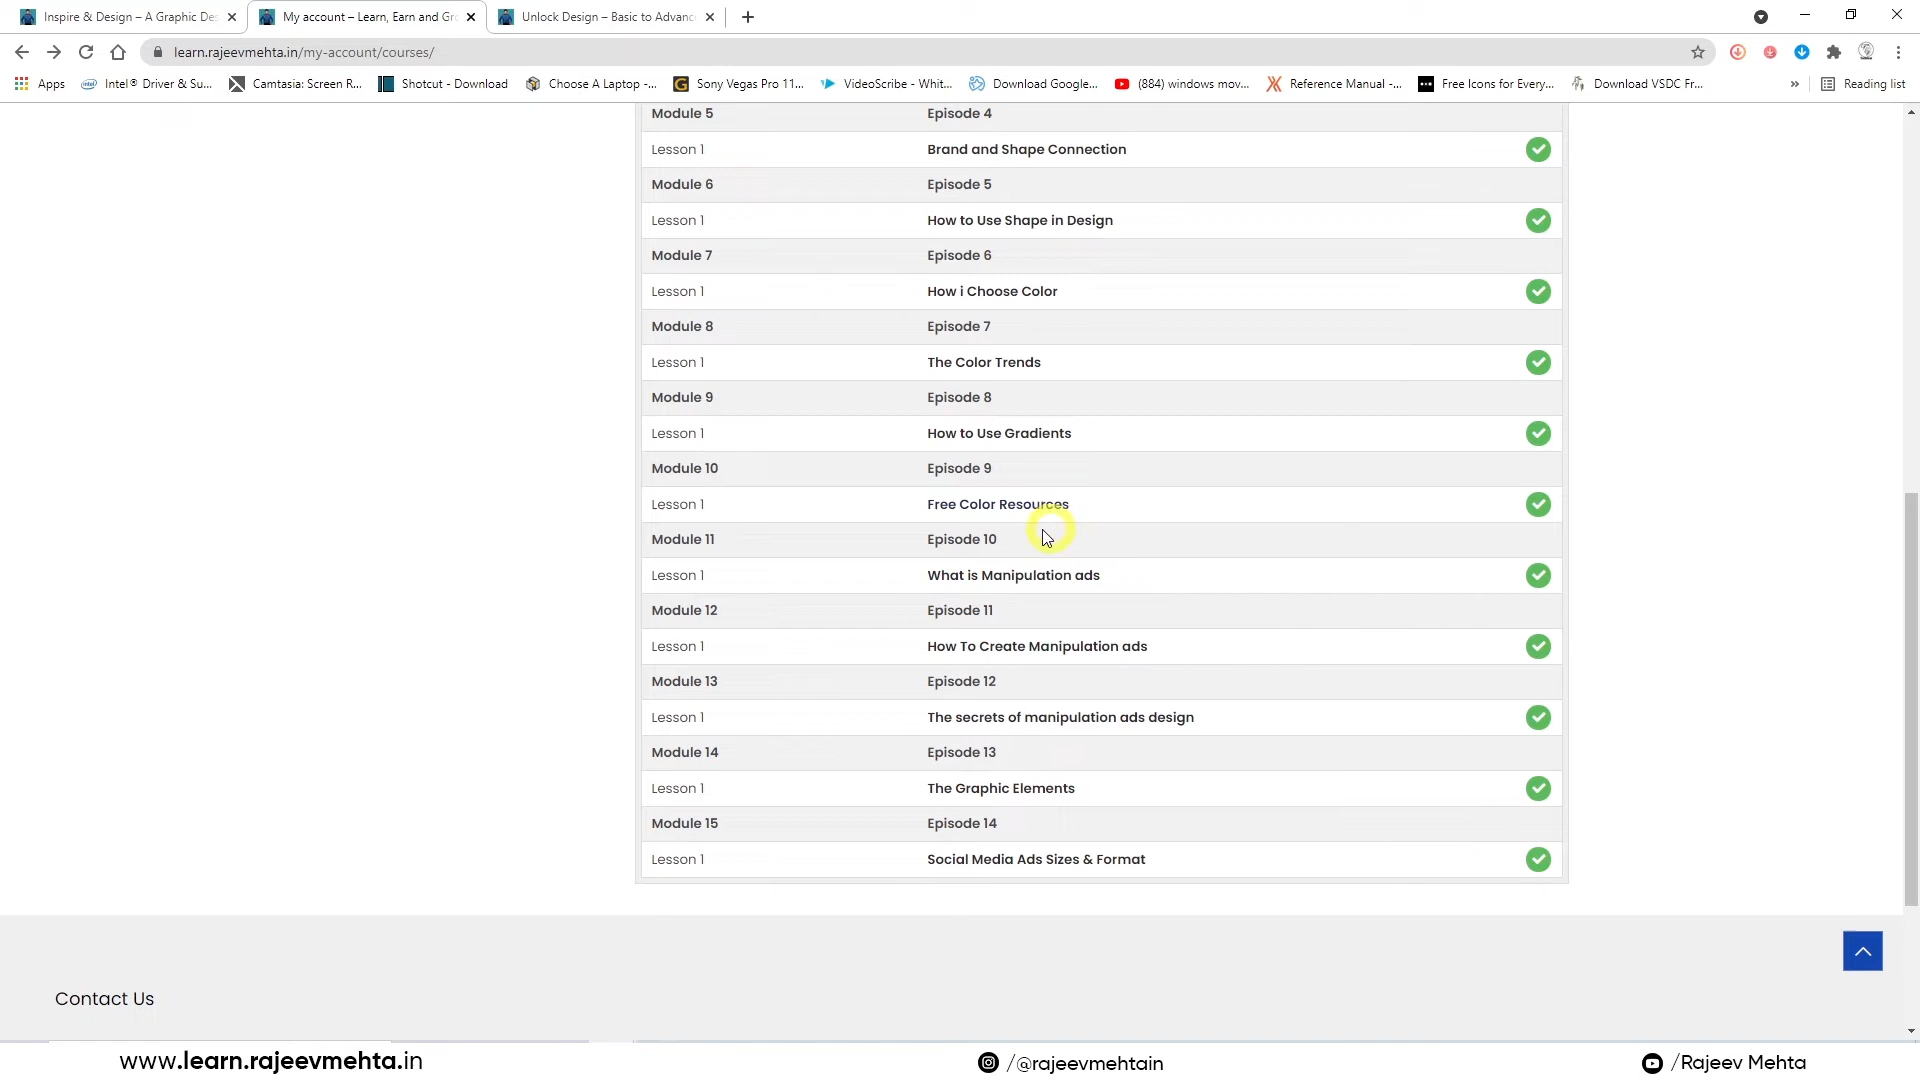 Inspire & Design – A Graphic Des
My account – Learn, Earn and Gro
Unlock Design – Basic to Advanc
learn.rajeevmehta.in/my-account/courses/
Apps
Intel® Driver & Su...
Camtasia: Screen R...
Shotcut - Download
Choose A Laptop -...
Sony Vegas Pro 11...
VideoScribe - Whit...
Download Google...
(884) windows mov...
Reference Manual -...
Free Icons for Every...
Download VSDC Fr...
»
Reading list
Module 5 Episode 4
Lesson 1 Brand and Shape Connection
Module 6 Episode 5
Lesson 1 How to Use Shape in Design
Module 7 Episode 6
Lesson 1 How i Choose Color
Module 8 Episode 7
Lesson 1 The Color Trends
Module 9 Episode 8
Lesson 1 How to Use Gradients
Module 10 Episode 9
Lesson 1 Free Color Resources
Module 11 Episode 10
Lesson 1 What is Manipulation ads
Module 12 Episode 11
Lesson 1 How To Create Manipulation ads
Module 13 Episode 12
Lesson 1 The secrets of manipulation ads design
Module 14 Episode 13
Lesson 1 The Graphic Elements
Module 15 Episode 14
Lesson 1 Social Media Ads Sizes & Format
Contact Us
www.learn.rajeevmehta.in
/@rajeevmehtain
/Rajeev Mehta